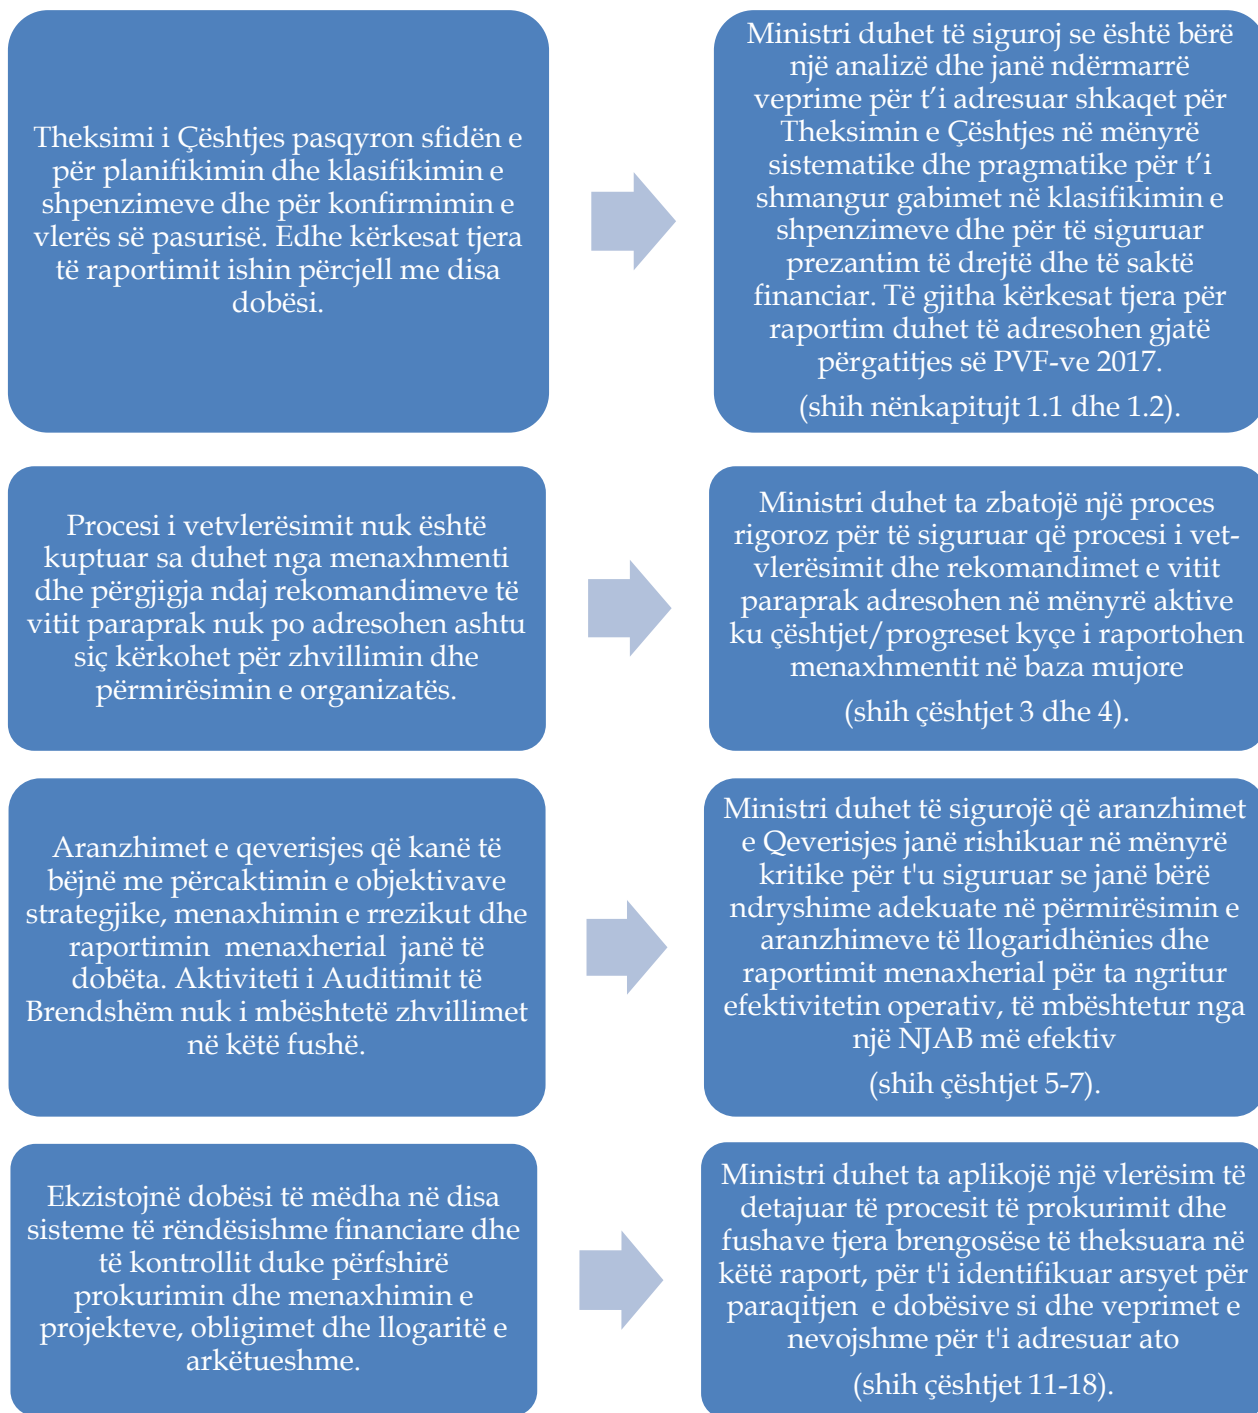 Theksimi i Çështjes pasqyron sfidën e
për planifikimin dhe klasifikimin e
shpenzimeve dhe për konfirmimin e
vlerës së pasurisë. Edhe kërkesat tjera
të raportimit ishin përcjell me disa
dobësi.
Ministri duhet të siguroj se është bërë
një analizë dhe janë ndërmarrë
veprime për t’i adresuar shkaqet për
Theksimin e Çështjes në mënyrë
sistematike dhe pragmatike për t’i
shmangur gabimet në klasifikimin e
shpenzimeve dhe për të siguruar
prezantim të drejtë dhe të saktë
financiar. Të gjitha kërkesat tjera për
raportim duhet të adresohen gjatë
përgatitjes së PVF-ve 2017.
(shih nënkapitujt 1.1 dhe 1.2).
Procesi i vetvlerësimit nuk është
kuptuar sa duhet nga menaxhmenti
dhe përgjigja ndaj rekomandimeve të
vitit paraprak nuk po adresohen ashtu
siç kërkohet për zhvillimin dhe
përmirësimin e organizatës.
Ministri duhet ta zbatojë një proces
rigoroz për të siguruar që procesi i vet-
vlerësimit dhe rekomandimet e vitit
paraprak adresohen në mënyrë aktive
ku çështjet/progreset kyçe i raportohen
menaxhmentit në baza mujore
(shih çështjet 3 dhe 4).
Aranzhimet e qeverisjes që kanë të
bëjnë me përcaktimin e objektivave
strategjike, menaxhimin e rrezikut dhe
raportimin menaxherial janë të
dobëta. Aktiviteti i Auditimit të
Brendshëm nuk i mbështetë zhvillimet
në këtë fushë.
Ministri duhet të sigurojë që aranzhimet
e Qeverisjes janë rishikuar në mënyrë
kritike për t'u siguruar se janë bërë
ndryshime adekuate në përmirësimin e
aranzhimeve të llogaridhënies dhe
raportimit menaxherial për ta ngritur
efektivitetin operativ, të mbështetur nga
një NJAB më efektiv
(shih çështjet 5-7).
Ekzistojnë dobësi të mëdha në disa
sisteme të rëndësishme financiare dhe
të kontrollit duke përfshirë
prokurimin dhe menaxhimin e
projekteve, obligimet dhe llogaritë e
arkëtueshme.
Ministri duhet ta aplikojë një vlerësim të
detajuar të procesit të prokurimit dhe
fushave tjera brengosëse të theksuara në
këtë raport, për t'i identifikuar arsyet për
paraqitjen e dobësive si dhe veprimet e
nevojshme për t'i adresuar ato
(shih çështjet 11-18).